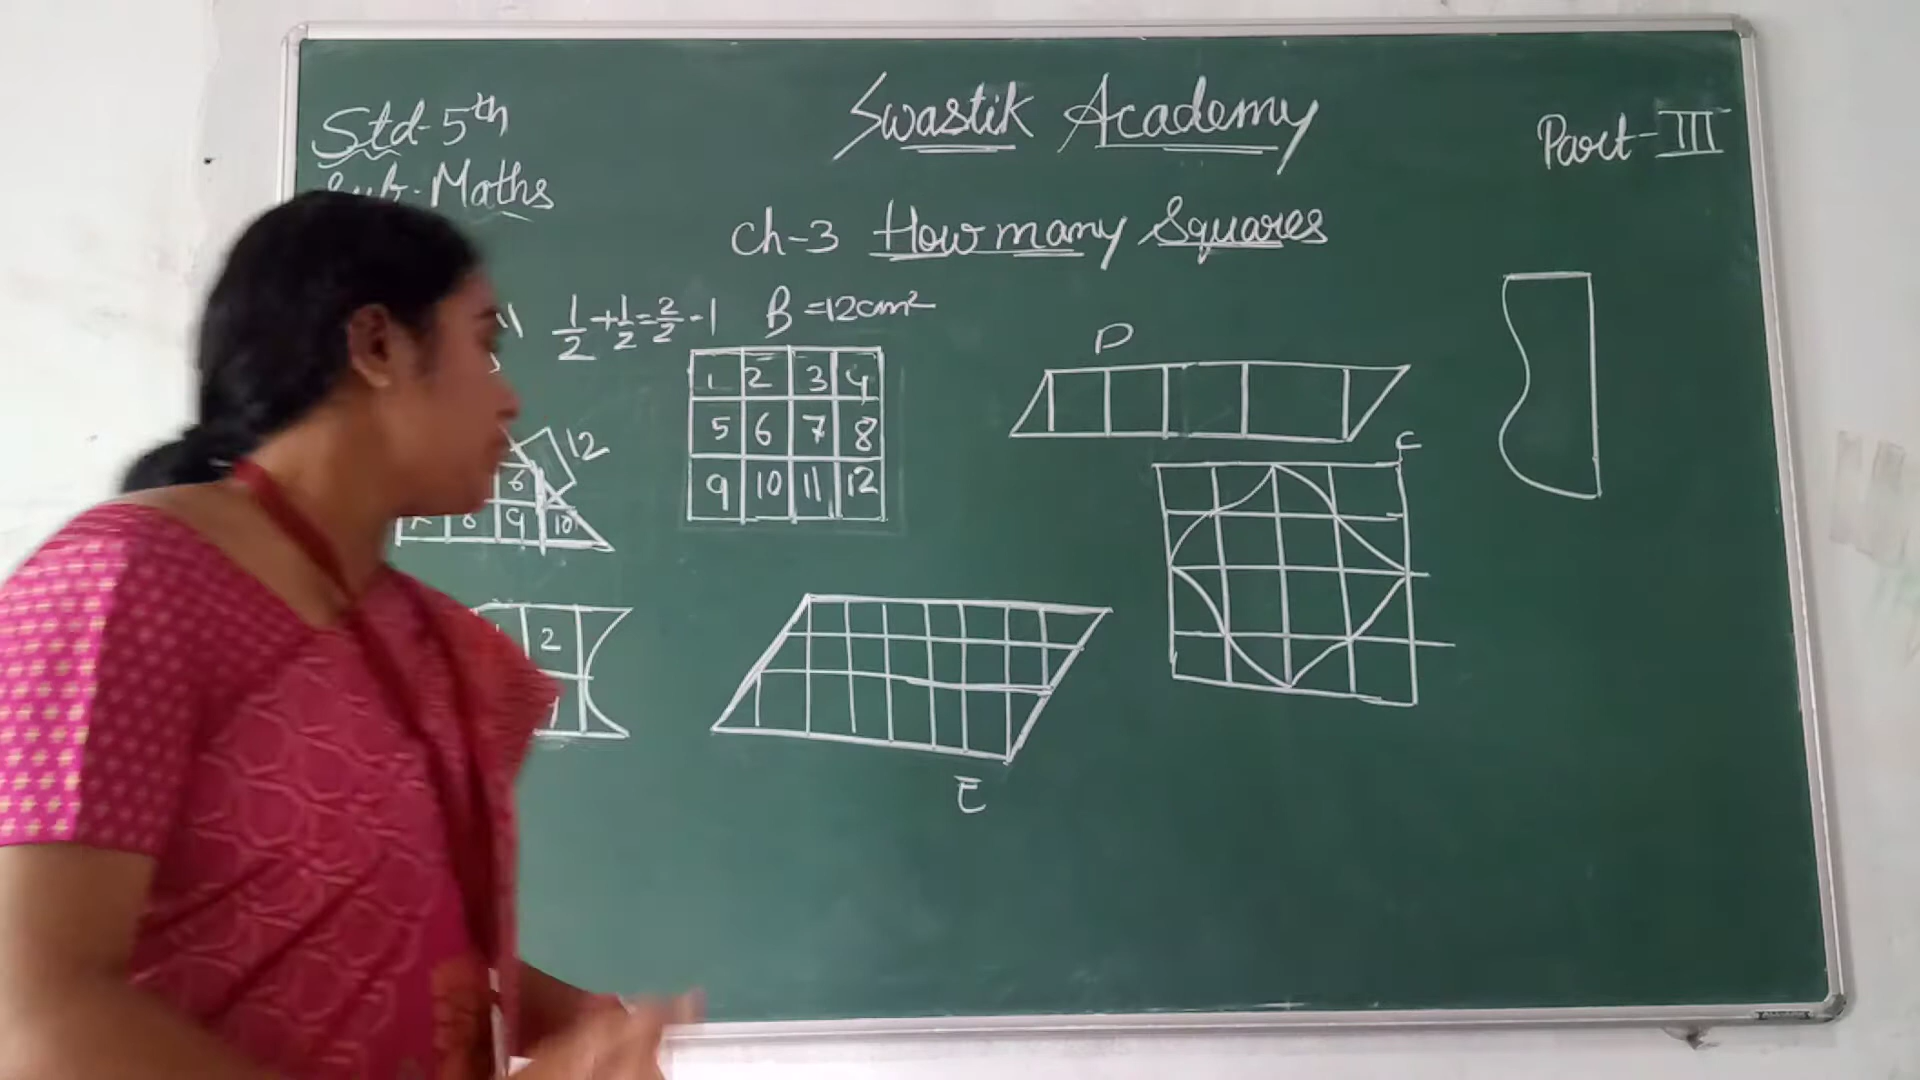 Std-5th
Swastik Academy
Part-III
Sub-Maths
Ch-3 How many Squares
1/2+1/2=2/2-1
B=12cm²
D
1 2 3 4
5 6 7 8
9 10 11 12
12
6
9 10
C
2
E